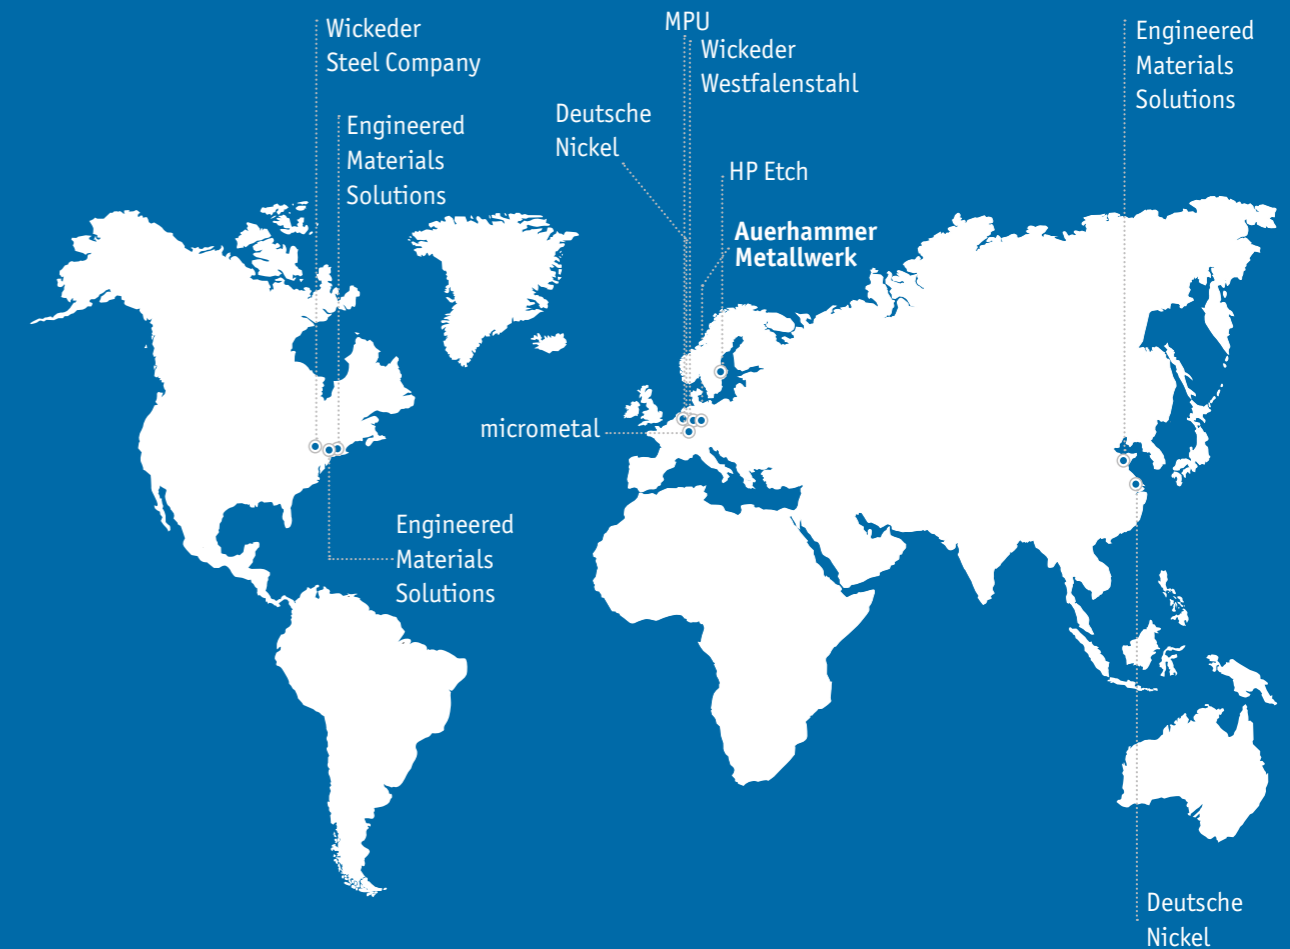 Wickeder
Steel Company
Engineered
Materials
Solutions
MPU
Wickeder
Westfalenstahl
Deutsche
Nickel
HP Etch
Auerhammer
Metallwerk
Engineered
Materials
Solutions
micrometal
Engineered
Materials
Solutions
Deutsche
Nickel